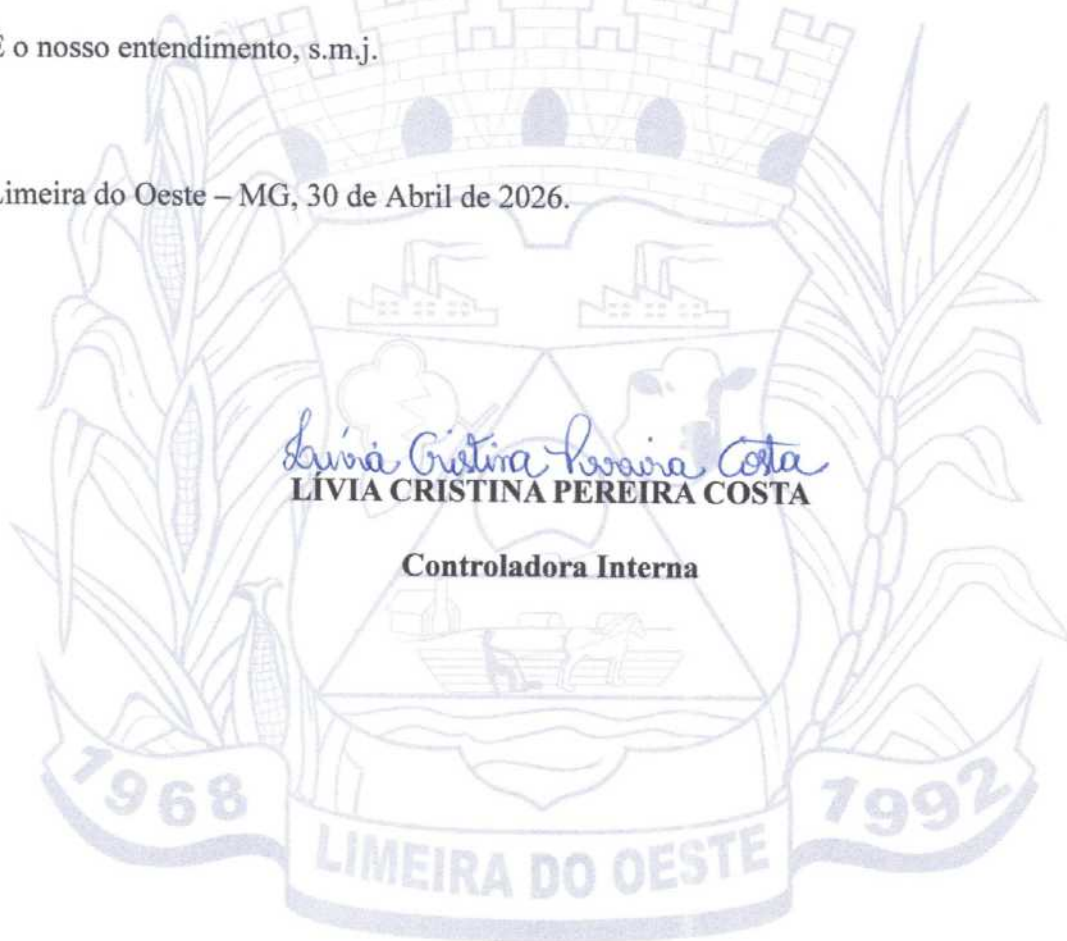 É o nosso entendimento, s.m.j.
Limeira do Oeste – MG, 30 de Abril de 2026.
Lívia Cristina Pereira Costa
LÍVIA CRISTINA PEREIRA COSTA
Controladora Interna
1968
1992
LIMEIRA DO OESTE